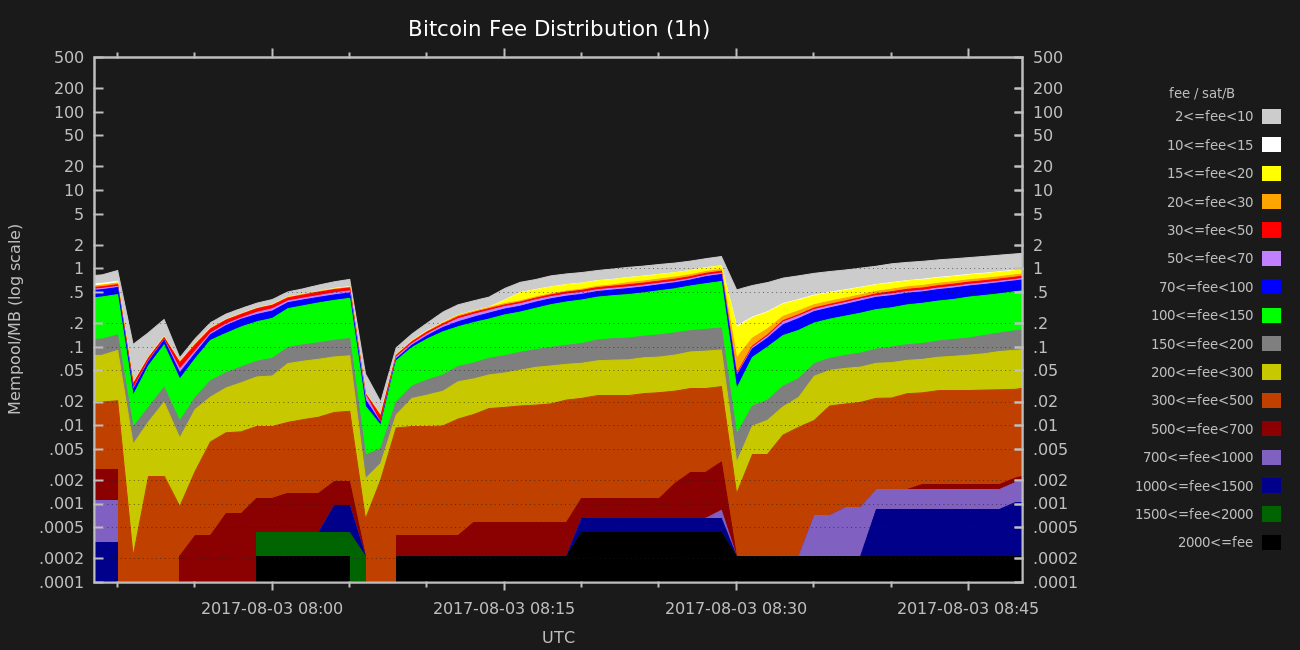 Bitcoin Fee Distribution (1h)
Mempool/MB (log scale)
500
200
100
50
20
10
5
2
1
.5
.2
.1
.05
.02
.01
.005
.002
.001
.0005
.0002
.0001
500
200
100
50
20
10
5
2
1
.5
.2
.1
.05
.02
.01
.005
.002
.001
.0005
.0002
.0001
2017-08-03 08:00 2017-08-03 08:15 2017-08-03 08:30 2017-08-03 08:45
UTC
fee / sat/B
2<=fee<10
10<=fee<15
15<=fee<20
20<=fee<30
30<=fee<50
50<=fee<70
70<=fee<100
100<=fee<150
150<=fee<200
200<=fee<300
300<=fee<500
500<=fee<700
700<=fee<1000
1000<=fee<1500
1500<=fee<2000
2000<=fee